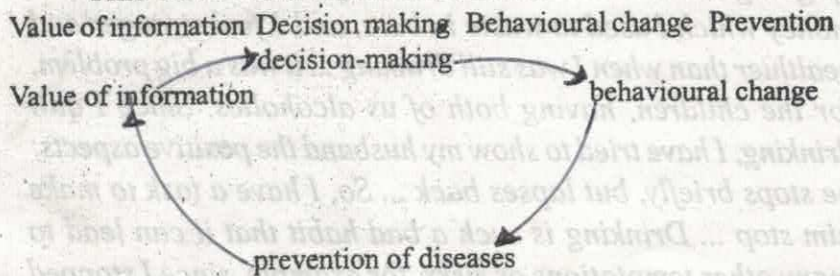 Value of information Decision making Behavioural change Prevention
decision-making
Value of information
behavioural change
prevention of diseases